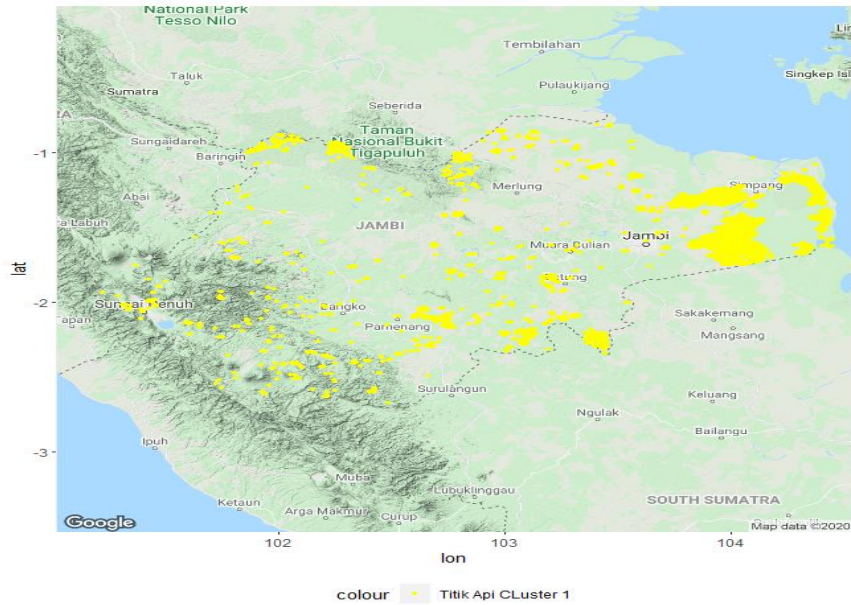 National Park
Tesso Nilo
Tembilahan
Taluk
Pulaukijang
Sumatra
Singkep Isl
Seberida
Taman
Nasional Bukit
Tigapuluh
Sungaidareh
-1
Baringin
Merlung
Simpang
Abai
a Labuh
JAMBI
Jambi
Muara Bulian
lat
-2
Sungai Penuh
Bangko
Pamenang
Sakakemang
apan
Mangsang
Surulangun
Keluang
Ngulak
Ipuh
Bailangu
-3
Muba
Lubuklinggau
Ketaun
Arga Makmur
Curup
SOUTH SUMATRA
Google
Map data ©2020
102
103
104
lon
colour
Titik Api CLuster 1